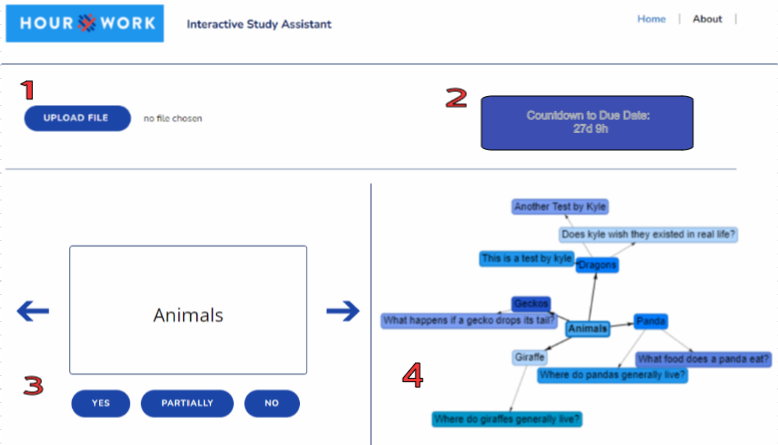 HOUR WORK
Interactive Study Assistant
Home | About |
1
UPLOAD FILE
no file chosen
2
Countdown to Due Date:
27d 9h
Animals
3
YES
PARTIALLY
NO
Another Test by Kyle
Does kyle wish they existed in real life?
This is a test by kyle
Dragons
Geckos
What happens if a gecko drops its tail?
Panda
Animals
Giraffe
What food does a panda eat?
Where do pandas generally live?
4
Where do giraffes generally live?